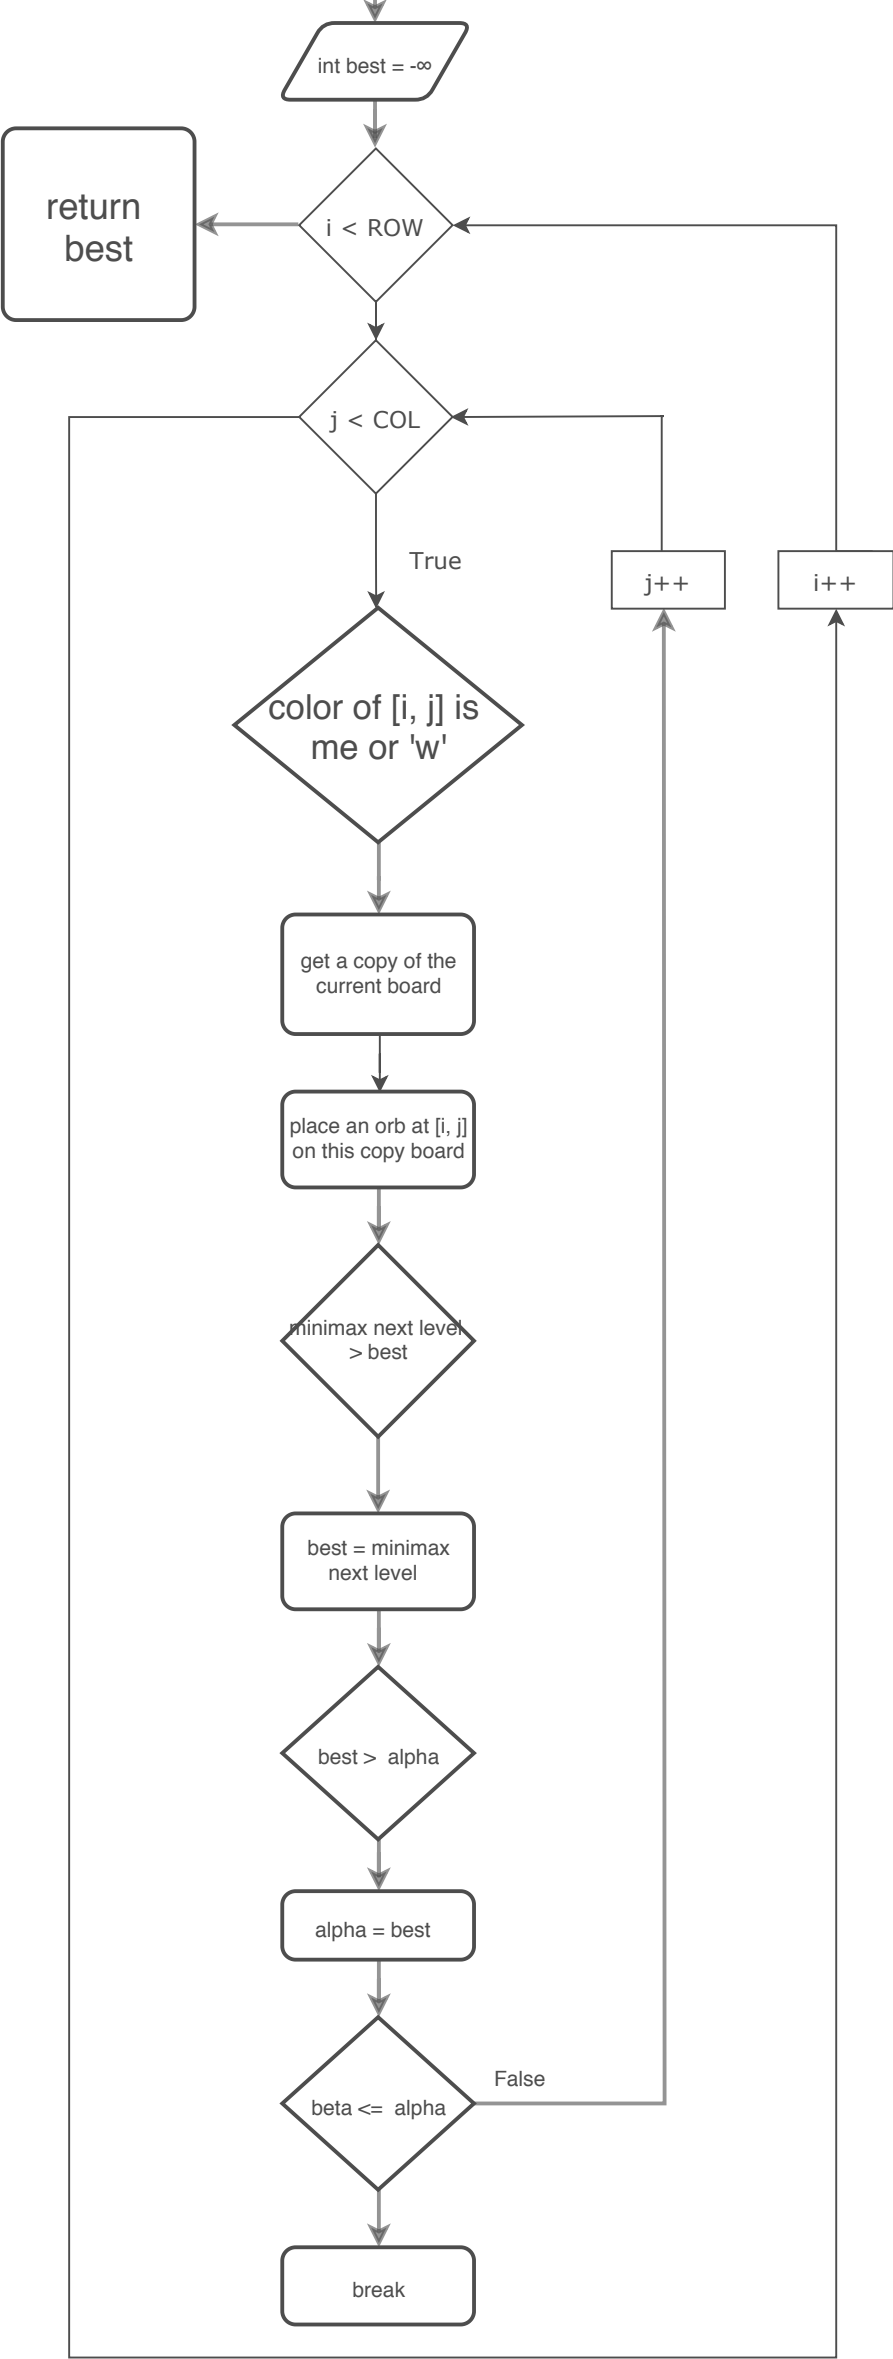 int best = -∞
return
best
i < ROW
j < COL
True
j++
i++
color of [i, j] is
me or 'w'
get a copy of the
current board
place an orb at [i, j]
on this copy board
minimax next level
> best
best = minimax
next level
best > alpha
alpha = best
False
beta <= alpha
break